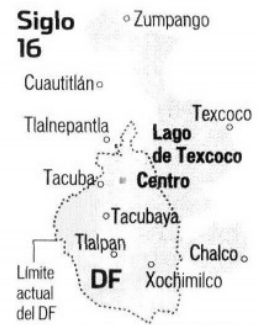 Siglo
16
Zumpango
Cuautitlán
Texcoco
Tlalnepantla
Lago
de Texcoco
Tacuba
Centro
Tacubaya
Tlalpan
Chalco
Límite
actual
del DF
DF
Xochimilco